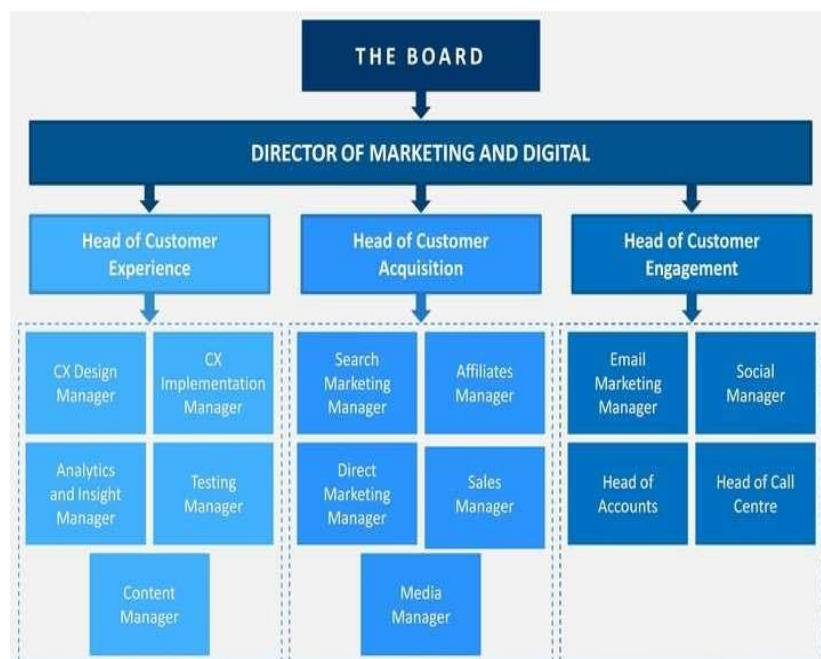 THE BOARD
DIRECTOR OF MARKETING AND DIGITAL
Head of Customer
Experience
Head of Customer
Acquisition
Head of Customer
Engagement
CX Design
Manager
CX
Implementation
Manager
Analytics
and Insight
Manager
Testing
Manager
Content
Manager
Search
Marketing
Manager
Affiliates
Manager
Direct
Marketing
Manager
Sales
Manager
Media
Manager
Email
Marketing
Manager
Social
Manager
Head of
Accounts
Head of Call
Centre